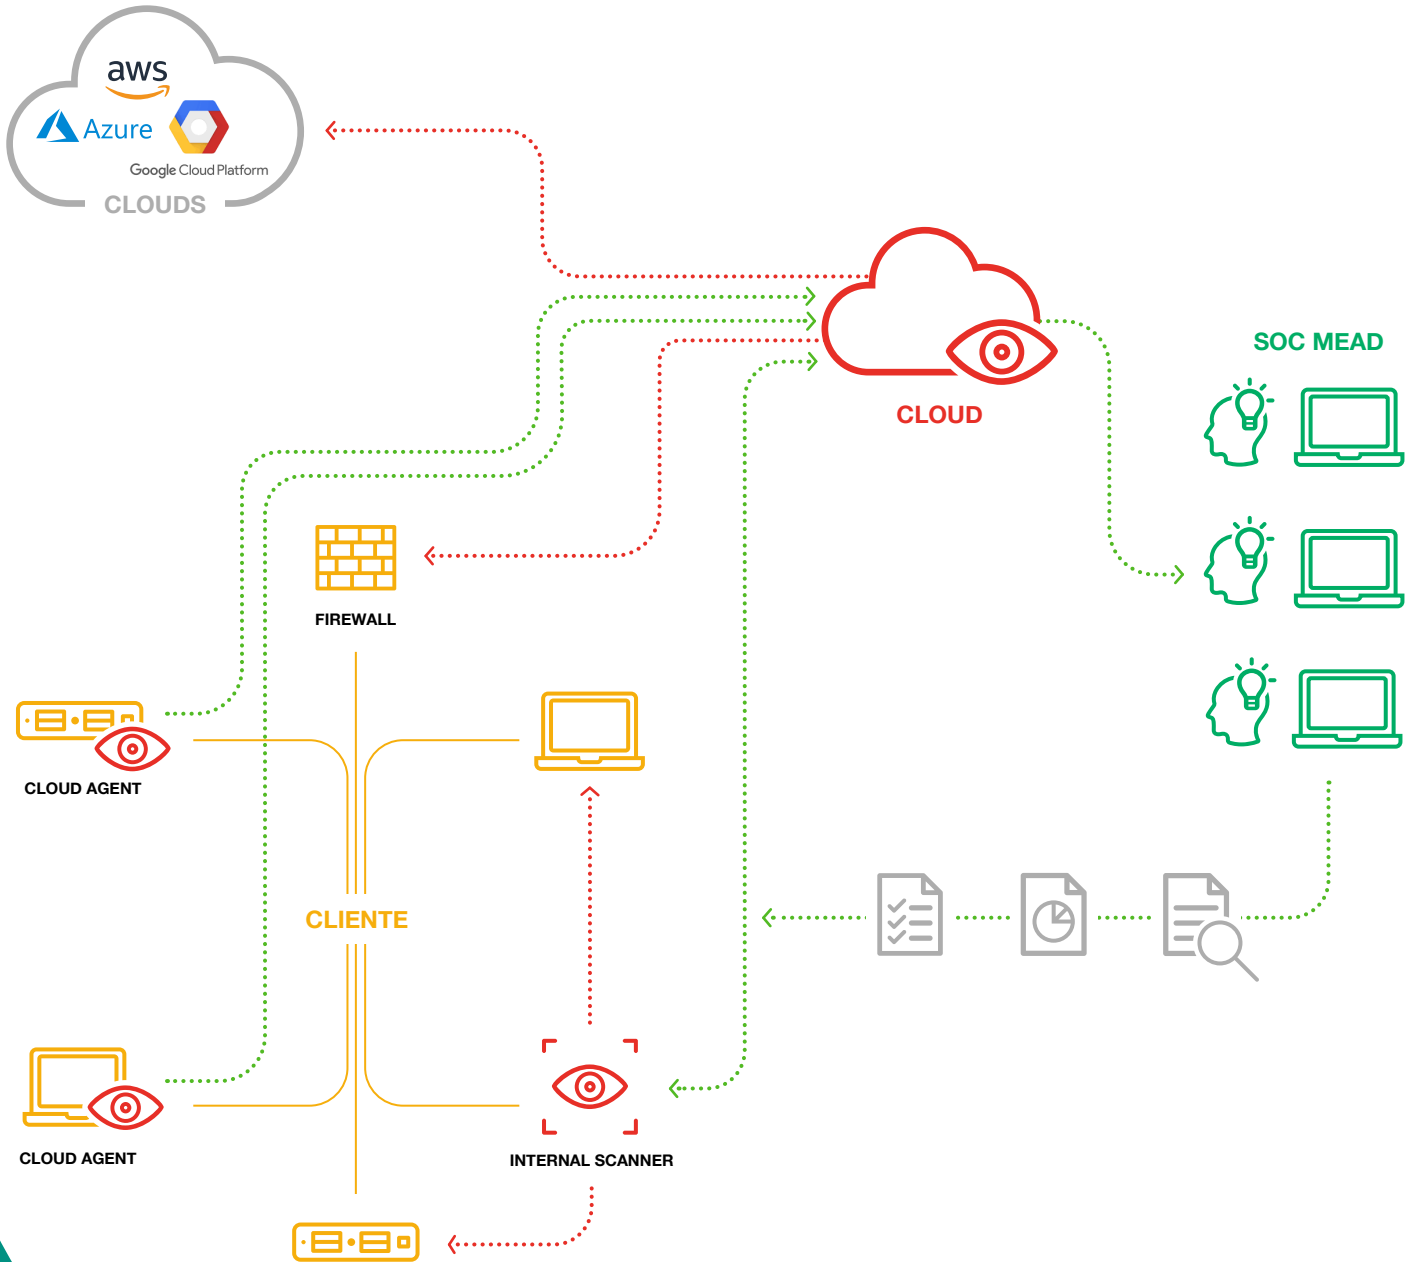 aws
Azure
Google Cloud Platform
CLOUDS
CLOUD
SOC MEAD
FIREWALL
CLOUD AGENT
CLIENTE
CLOUD AGENT
INTERNAL SCANNER